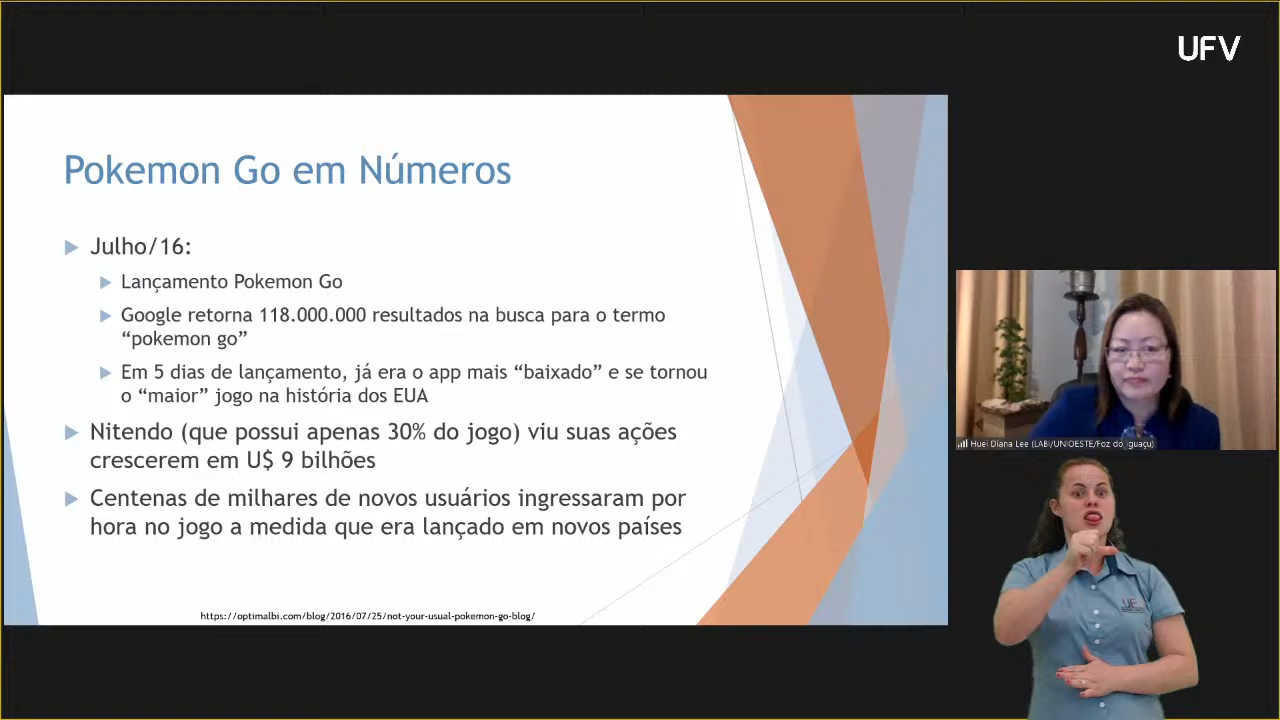 UFV
Pokemon Go em Números
Julho/16:
Lançamento Pokemon Go
Google retorna 118.000.000 resultados na busca para o termo
“pokemon go”
Em 5 dias de lançamento, já era o app mais “baixado” e se tornou
o “maior” jogo na história dos EUA
Nitendo (que possui apenas 30% do jogo) viu suas ações
crescerem em U$ 9 bilhões
Centenas de milhares de novos usuários ingressaram por
hora no jogo a medida que era lançado em novos países
https://optimalbi.com/blog/2016/07/25/not-your-usual-pokemon-go-blog/
Huei Diana Lee (LABI/UNIOESTE/Foz do Iguaçu)